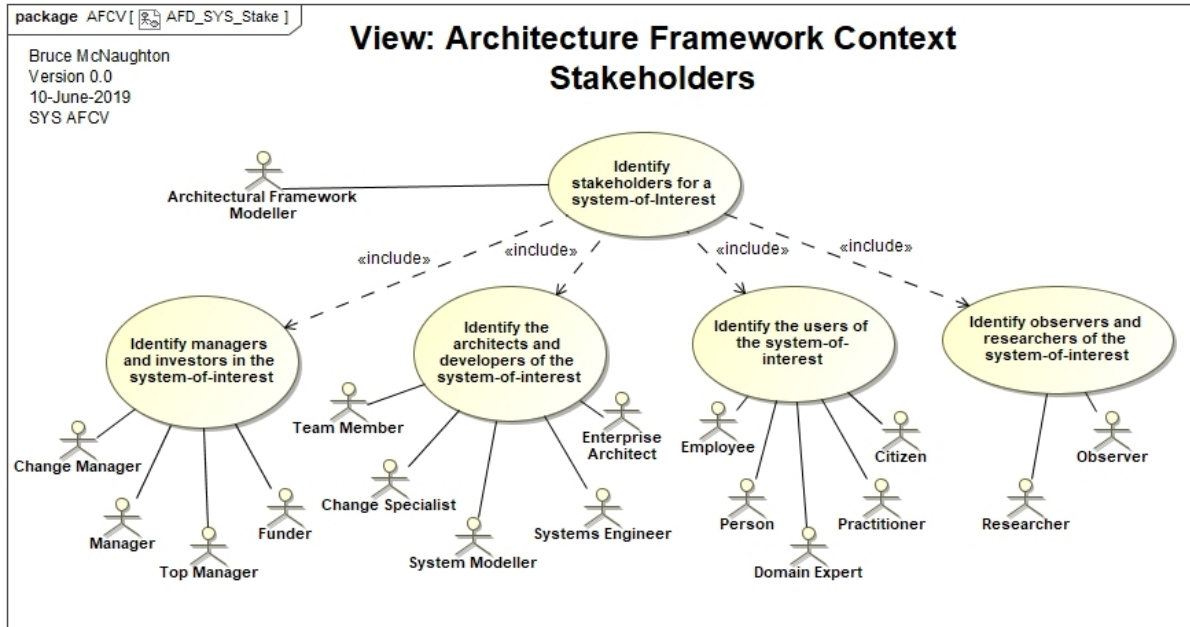 package AFCV [ AFD_SYS_Stake ]
View: Architecture Framework Context
Stakeholders
Bruce McNaughton
Version 0.0
10-June-2019
SYS AFCV
Identify
stakeholders for a
system-of-Interest
Architectural Framework
Modeller
«include»
«include»
«include»
«include»
Identify managers
and investors in the
system-of-interest
Identify the
architects and
developers of the
system-of-interest
Identify the users of
the system-of-
interest
Identify observers and
researchers of the
system-of-interest
Change Manager
Manager
Top Manager
Funder
Team Member
Change Specialist
System Modeller
Systems Engineer
Enterprise
Architect
Employee
Person
Domain Expert
Practitioner
Citizen
Researcher
Observer